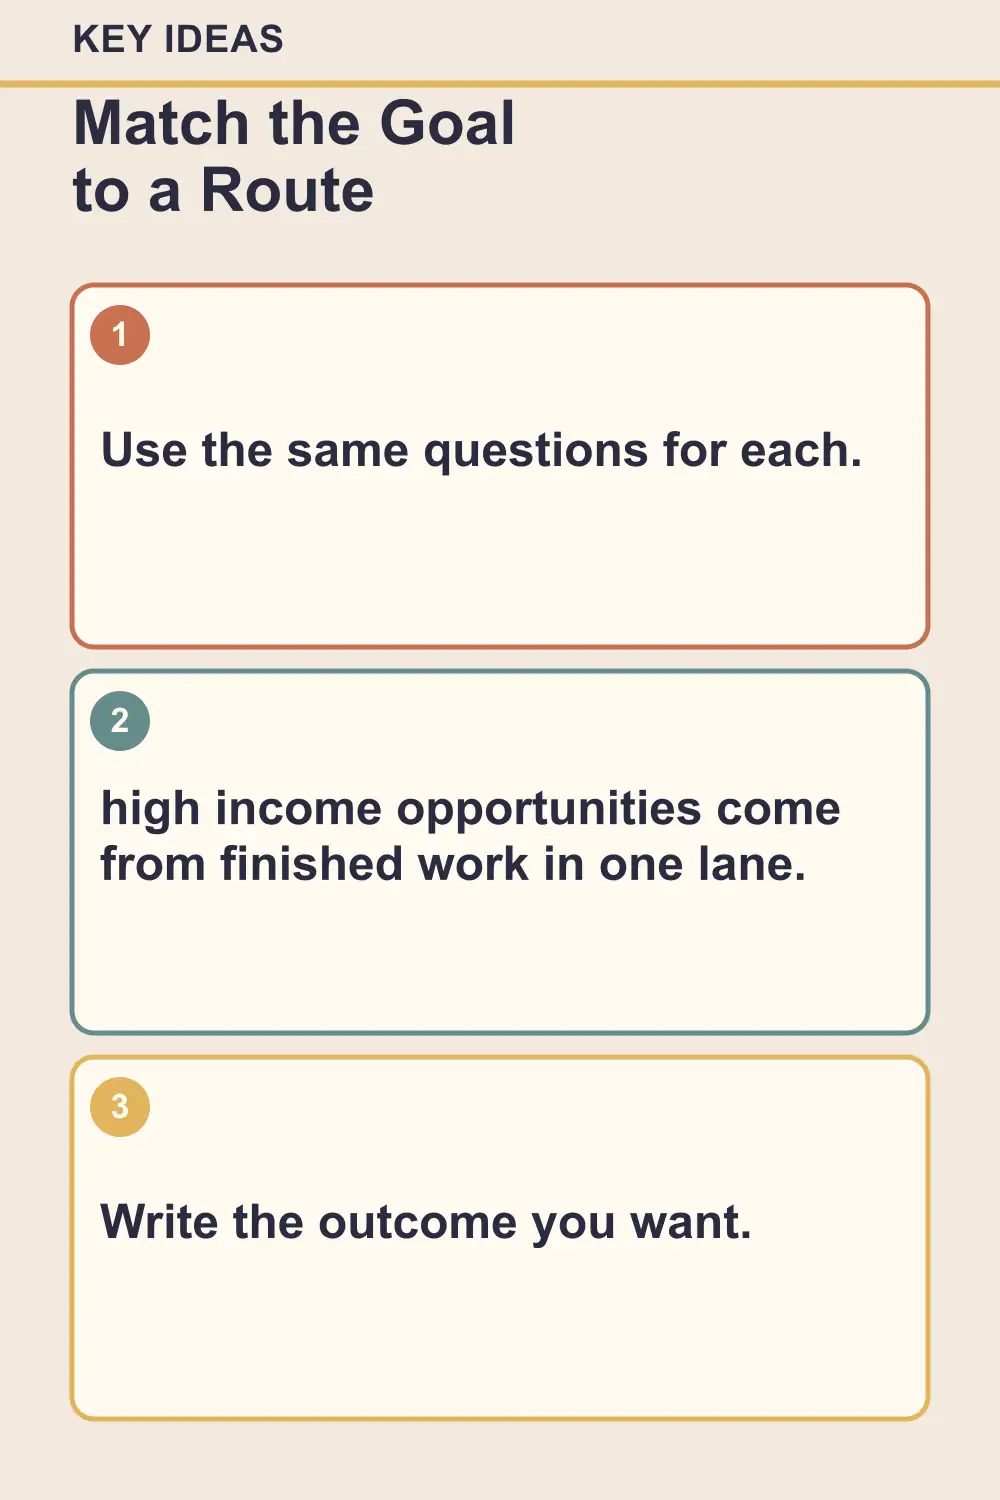 KEY IDEAS
Match the Goal
to a Route
1
Use the same questions for each.
2
high income opportunities come
from finished work in one lane.
3
Write the outcome you want.